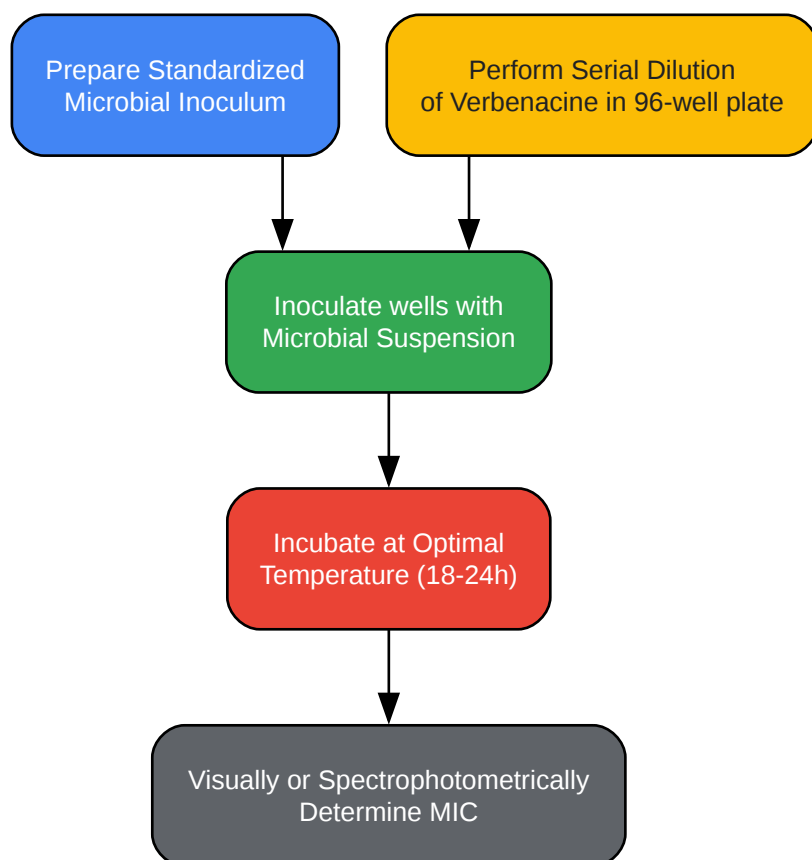 Prepare Standardized
Microbial Inoculum
Perform Serial Dilution
of Verbenacine in 96-well plate
Inoculate wells with
Microbial Suspension
Incubate at Optimal
Temperature (18-24h)
Visually or Spectrophotometrically
Determine MIC